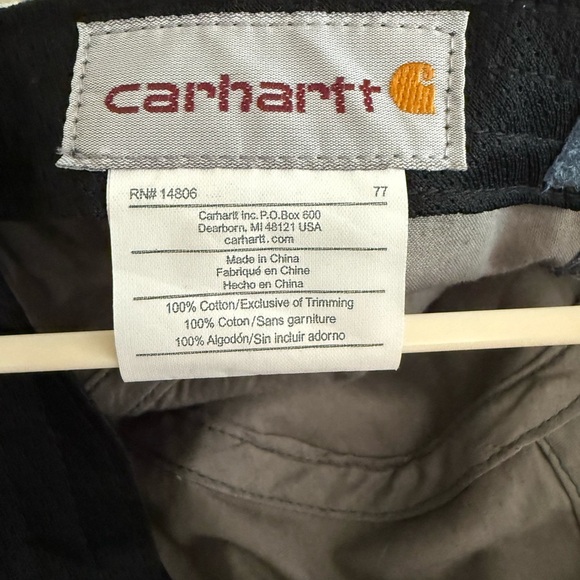 carhartt
RN# 14806 77
Carhartt Inc. P.O.Box 600
Dearborn, MI 48121 USA
carhartt.com
Made in China
Fabriqué en Chine
Hecho en China
100% Cotton/Exclusive of Trimming
100% Coton/Sans garniture
100% Algodón/Sin incluir adorno